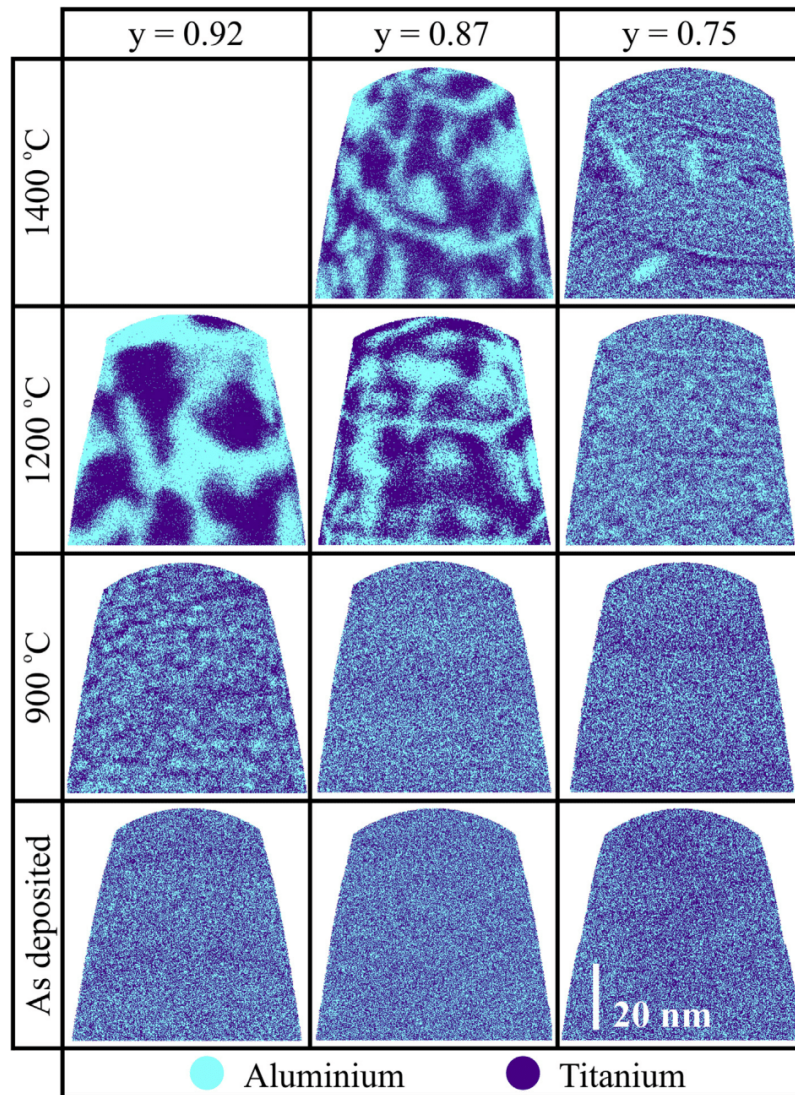 y = 0.92 y = 0.87 y = 0.75
1400 °C
1200 °C
900 °C
As deposited
20 nm
Aluminium Titanium